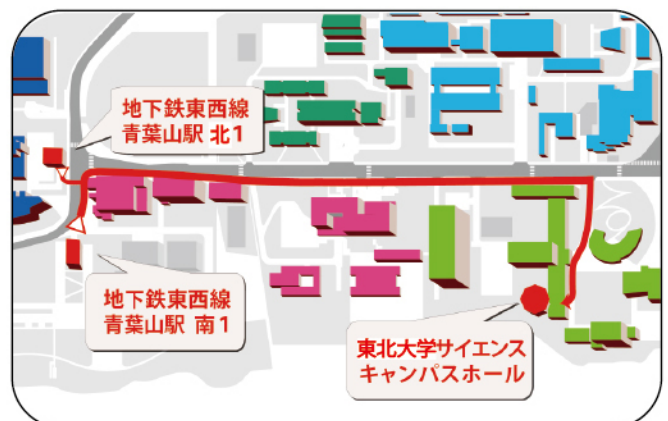 地下鉄東西線
青葉山駅 北1
地下鉄東西線
青葉山駅 南1
東北大学サイエンス
キャンパスホール